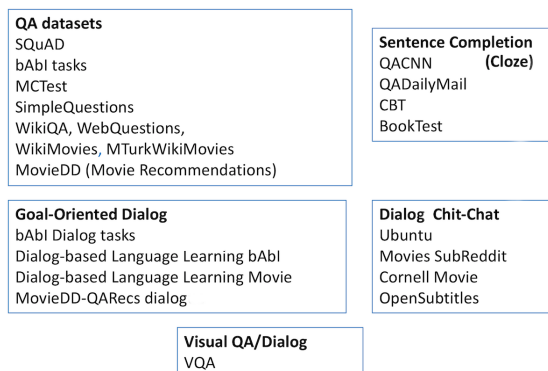 QA datasets
SQuAD
bAbI tasks
MCTest
SimpleQuestions
WikiQA, WebQuestions,
WikiMovies, MTurkWikiMovies
MovieDD (Movie Recommendations)
Sentence Completion
QACNN (Cloze)
QADailyMail
CBT
BookTest
Goal-Oriented Dialog
bAbI Dialog tasks
Dialog-based Language Learning bAbI
Dialog-based Language Learning Movie
MovieDD-QARecs dialog
Dialog Chit-Chat
Ubuntu
Movies SubReddit
Cornell Movie
OpenSubtitles
Visual QA/Dialog
VQA